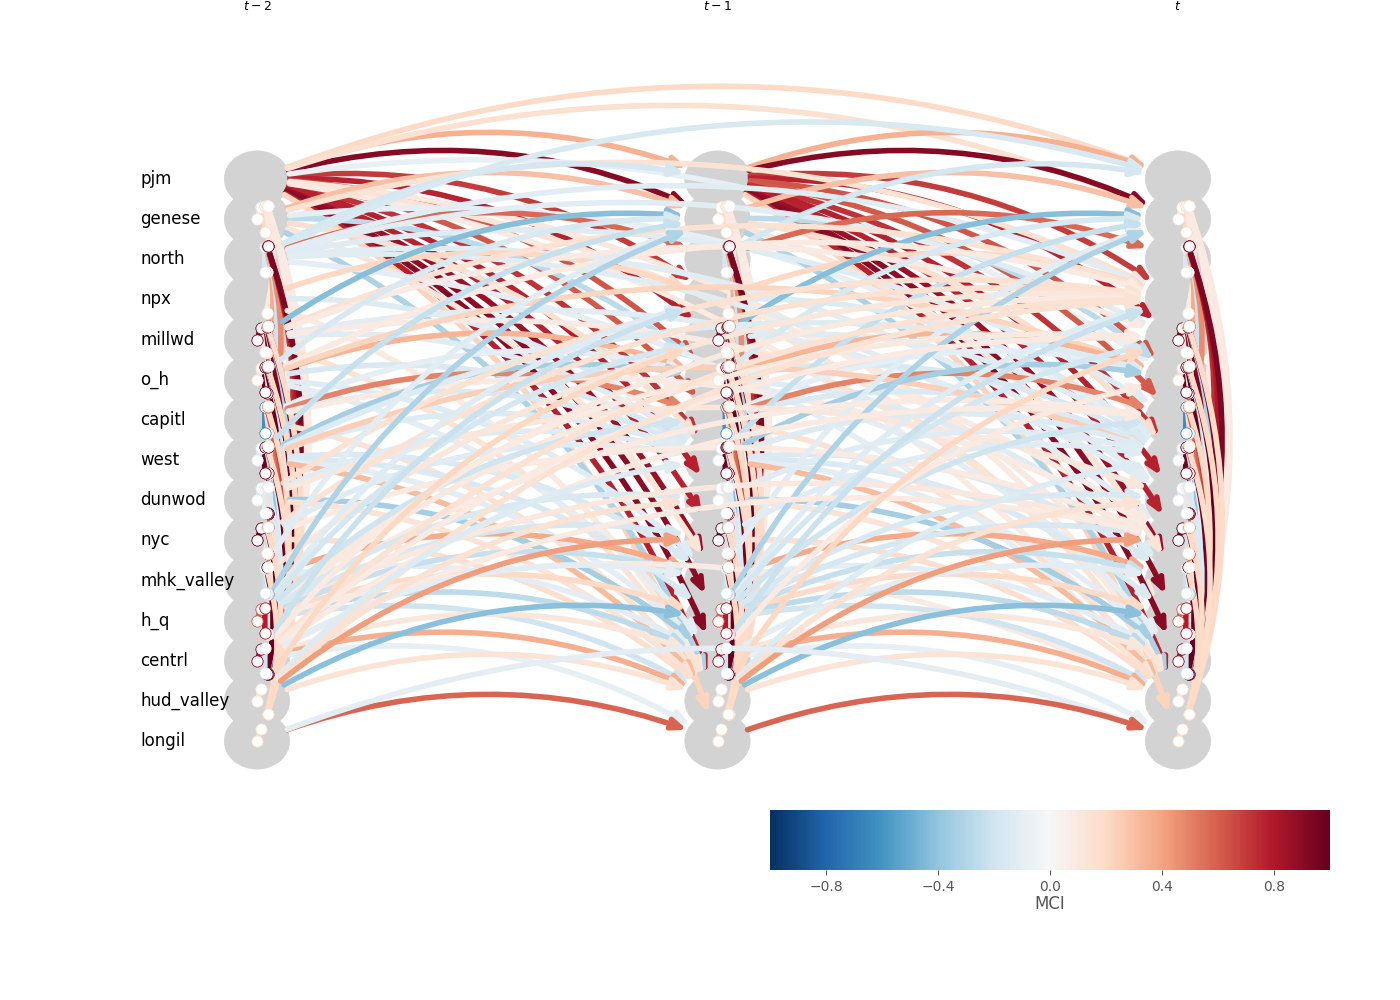 t − 2 t − 1 t
pjm
genese
north
npx
millwd
o_h
capitl
west
dunwod
nyc
mhk_valley
h_q
centrl
hud_valley
longil
−0.8 −0.4 0.0 0.4 0.8
MCI